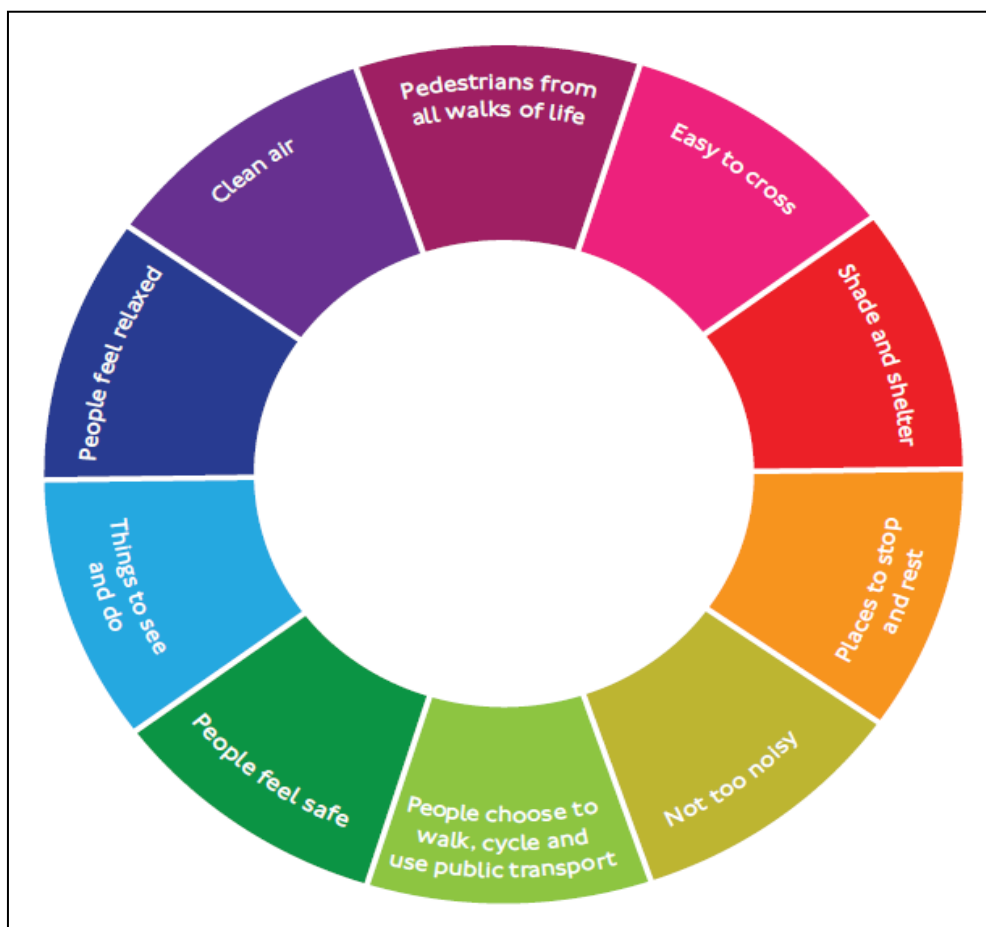 Pedestrians from
all walks of life
Easy to cross
Shade and shelter
Places to stop
and rest
Not too noisy
People choose to
walk, cycle and
use public transport
People feel safe
Things to see
and do
People feel relaxed
Clean air